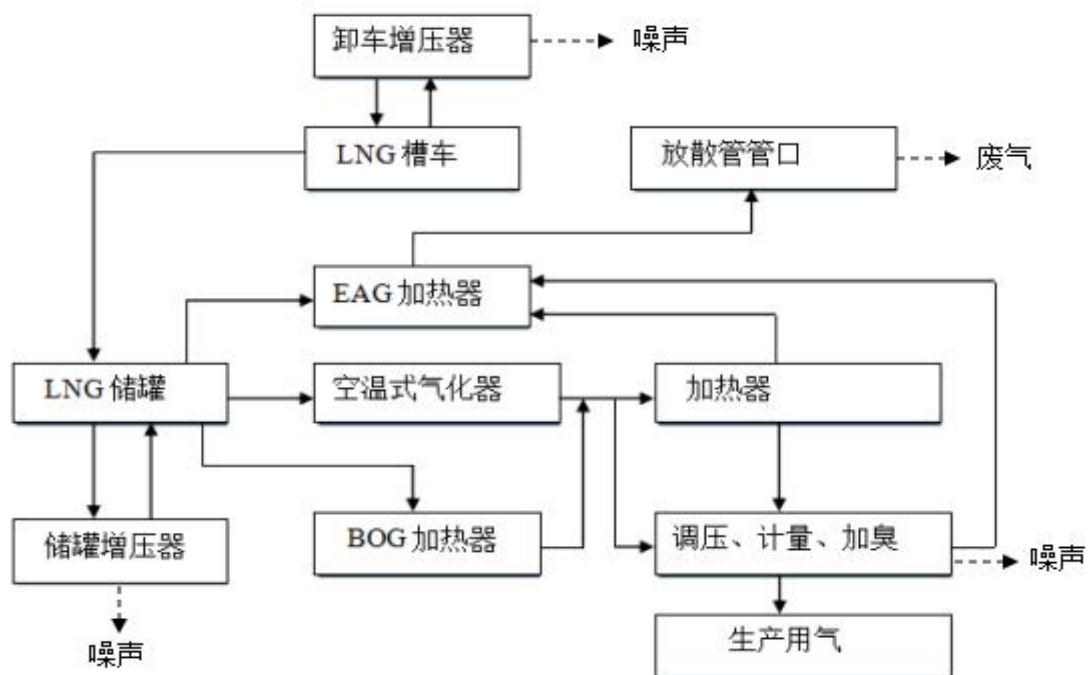 卸车增压器
噪声
LNG 槽车
放散管管口
废气
EAG 加热器
LNG 储罐
空温式气化器
加热器
储罐增压器
BOG 加热器
调压、计量、加臭
噪声
生产用气
噪声